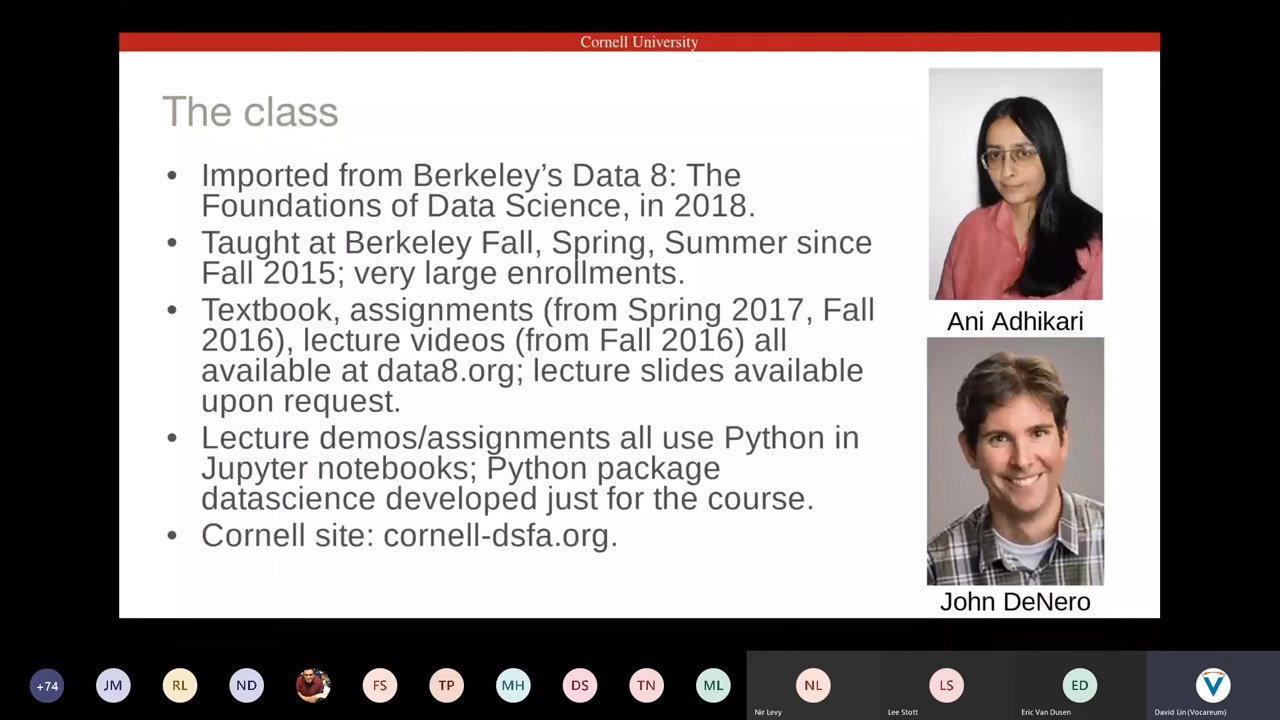 Cornell University
The class
• Imported from Berkeley's Data 8: The
Foundations of Data Science, in 2018.
• Taught at Berkeley Fall, Spring, Summer since
Fall 2015; very large enrollments.
• Textbook, assignments (from Spring 2017, Fall
2016), lecture videos (from Fall 2016) all
available at data8.org; lecture slides available
upon request.
• Lecture demos/assignments all use Python in
Jupyter notebooks; Python package
datascience developed just for the course.
• Cornell site: cornell-dsfa.org.
Ani Adhikari
John DeNero
+74 JM RL ND FS TP MH DS TN ML NL LS ED
Nir Levy Lee Stott Eric Van Dusen David Lin (Vocareum)